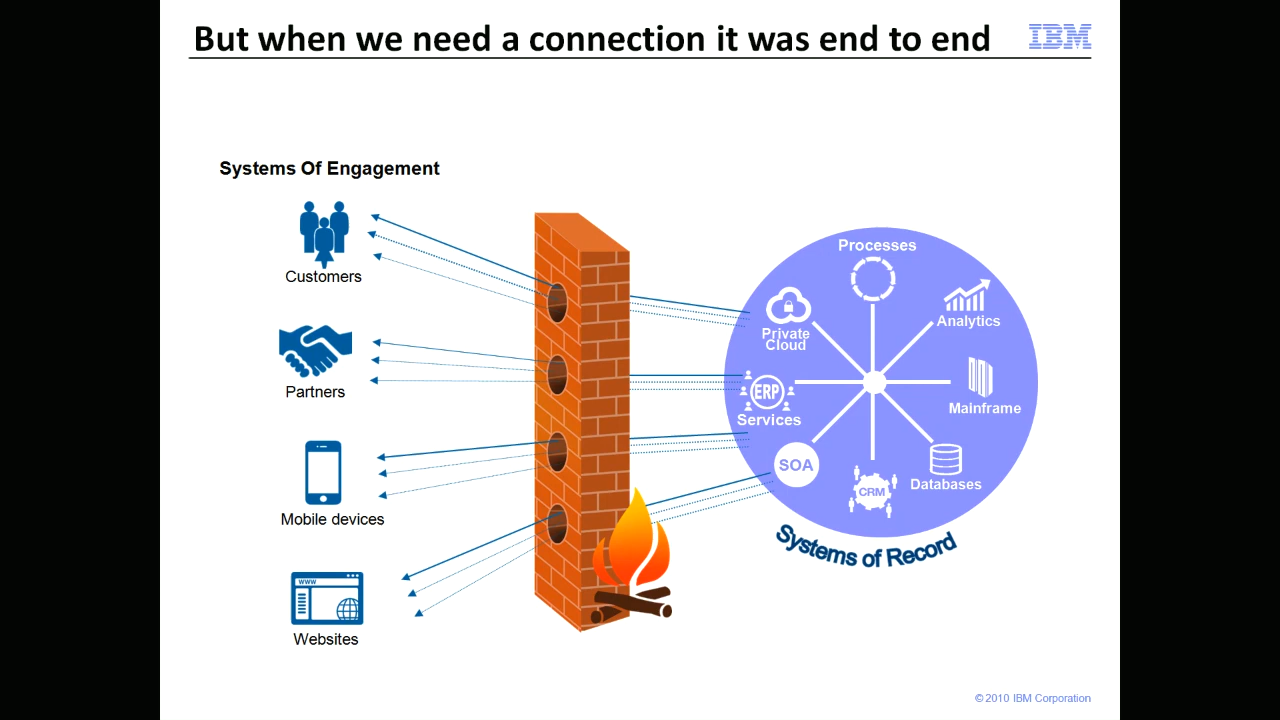 But we need a connection it was end to end
IBM
Systems Of Engagement
Customers
Partners
Mobile devices
WWW
Websites
Processes
Analytics
Private
Cloud
Mainframe
ERP
Services
SOA
CRM
Databases
Systems of Record
© 2010 IBM Corporation